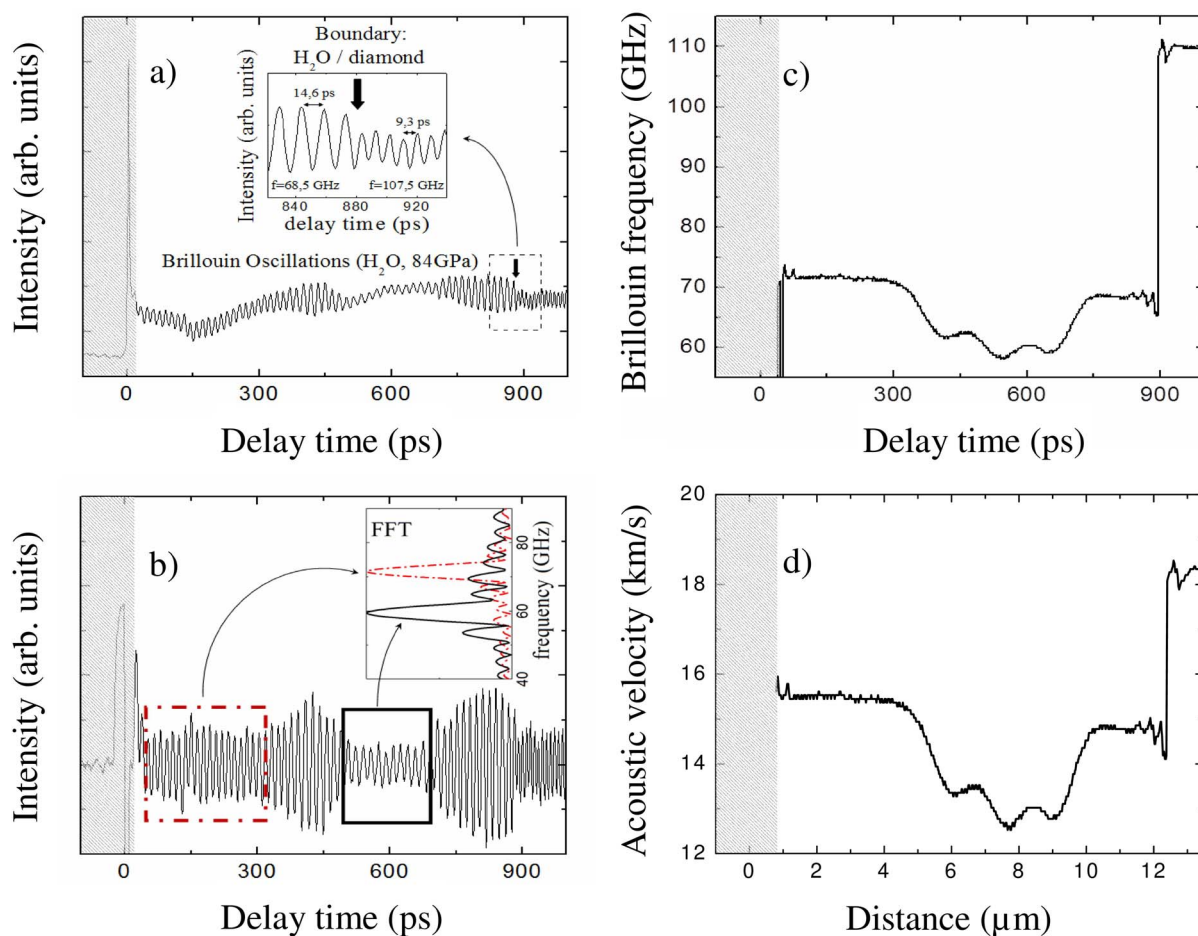 a)
Intensity (arb. units)
Boundary:
H₂O / diamond
Intensity (arb. units)
14,6 ps
9,3 ps
f=68,5 GHz
f=107,5 GHz
840 880 920
delay time (ps)
Brillouin Oscillations (H₂O, 84GPa)
0 300 600 900
Delay time (ps)
c)
Brillouin frequency (GHz)
110
100
90
80
70
60
0 300 600 900
Delay time (ps)
b)
Intensity (arb. units)
FFT
frequency (GHz)
80
60
40
0 300 600 900
Delay time (ps)
d)
Acoustic velocity (km/s)
20
18
16
14
12
0 2 4 6 8 10 12
Distance (µm)